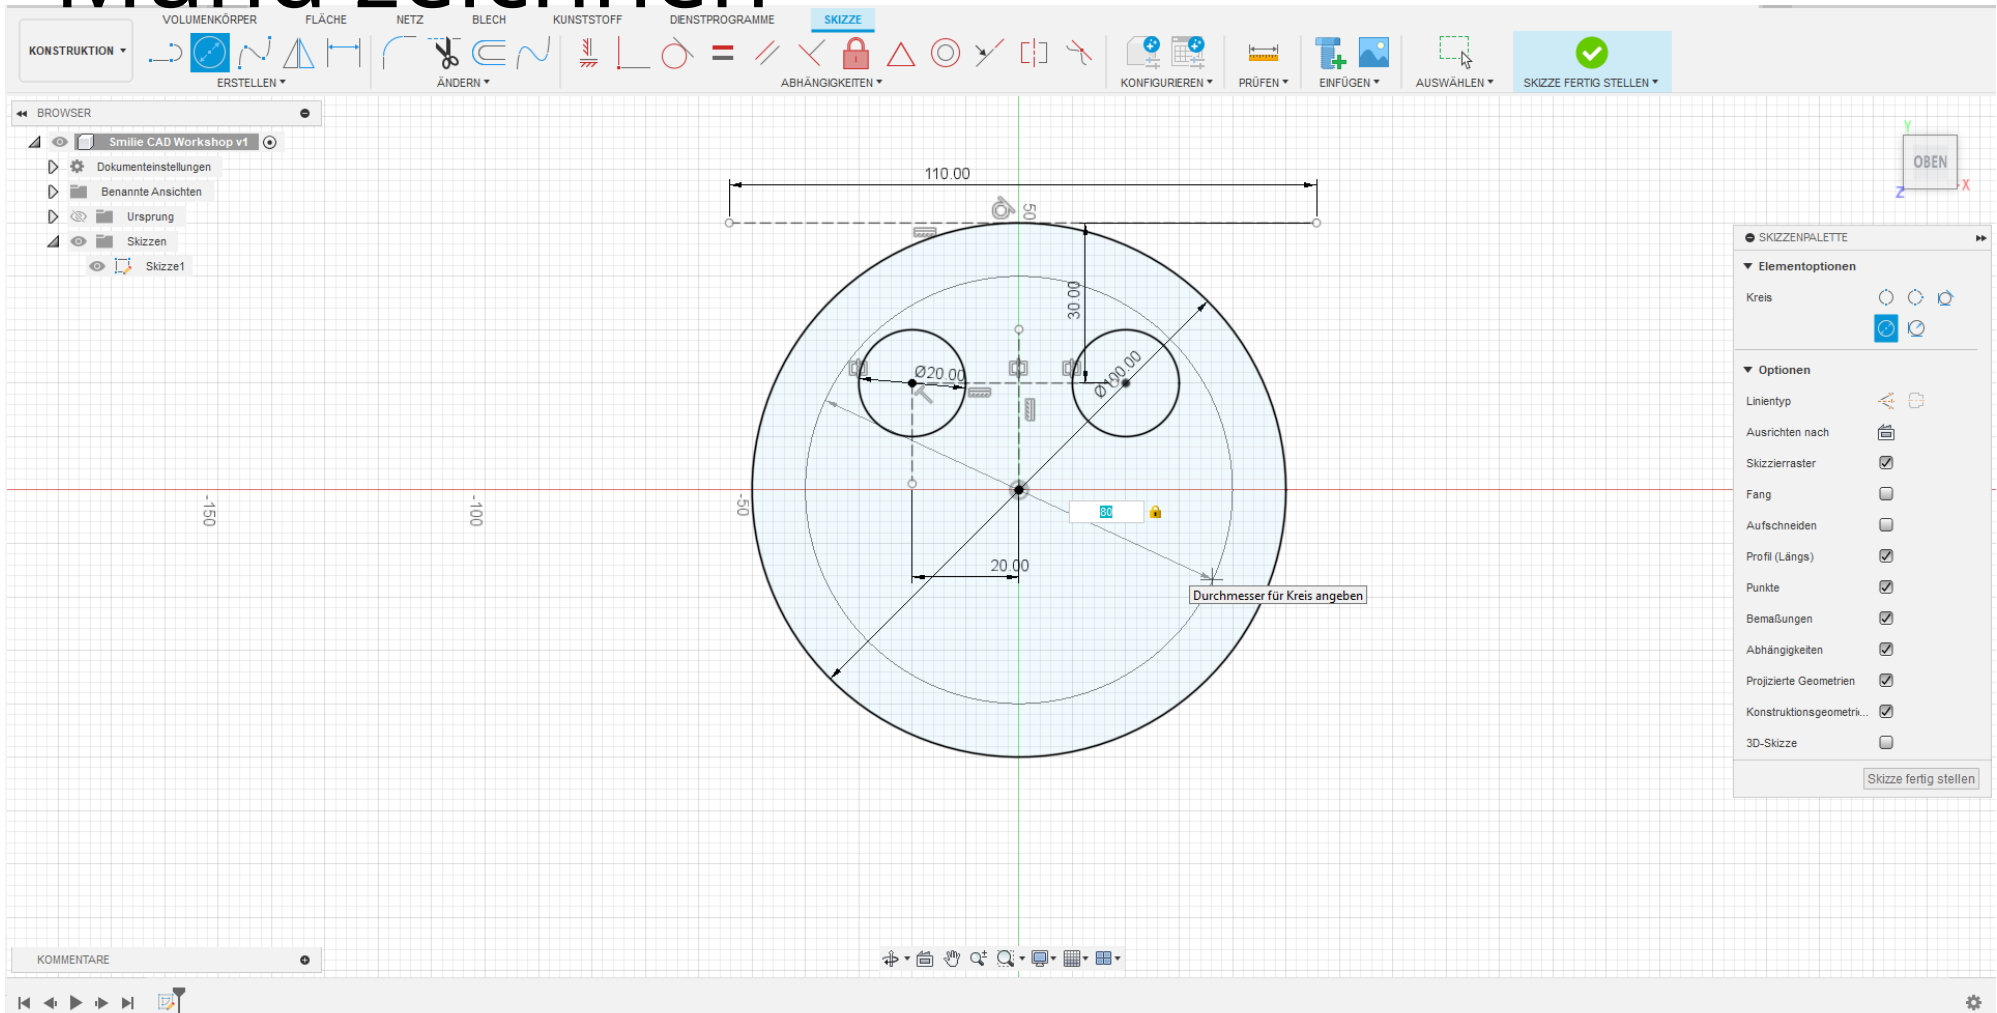 Mund zeichnen
VOLUMENKÖRPER FLÄCHE NETZ BLECH KUNSTSTOFF DIENSTPROGRAMME SKIZZE
KONSTRUKTION
ERSTELLEN ÄNDERN ABHÄNGIGKEITEN KONFIGURIEREN PRÜFEN EINFÜGEN AUSWÄHLEN SKIZZE FERTIG STELLEN
BROWSER
Smilie CAD Workshop v1
Dokumenteinstellungen
Benannte Ansichten
Ursprung
Skizzen
Skizze1
110.00
50
30.00
Ø20.00
Ø100.00
-150
-100
-50
80
20.00
Durchmesser für Kreis angeben
Y
OBEN
Z
X
SKIZZENPALETTE
Elementoptionen
Kreis
Optionen
Linientyp
Ausrichten nach
Skizzierraster
Fang
Aufschneiden
Profil (Längs)
Punkte
Bemaßungen
Abhängigkeiten
Projizierte Geometrien
Konstruktionsgeometri...
3D-Skizze
Skizze fertig stellen
KOMMENTARE